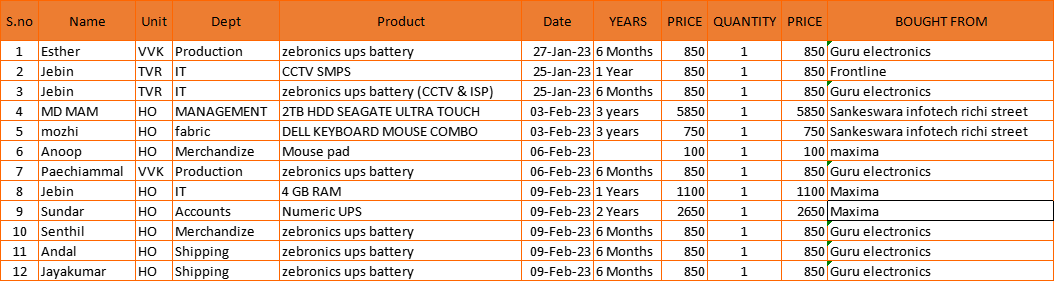 S.no Name Unit Dept Product Date YEARS PRICE QUANTITY PRICE BOUGHT FROM
1 Esther VVK Production zebronics ups battery 27-Jan-23 6 Months 850 1 850 Guru electronics
2 Jebin TVR IT CCTV SMPS 25-Jan-23 1 Year 850 1 850 Frontline
3 Jebin TVR IT zebronics ups battery (CCTV & ISP) 25-Jan-23 6 Months 850 1 850 Guru electronics
4 MD MAM HO MANAGEMENT 2TB HDD SEAGATE ULTRA TOUCH 03-Feb-23 3 years 5850 1 5850 Sankeswara infotech richi street
5 mozhi HO fabric DELL KEYBOARD MOUSE COMBO 03-Feb-23 3 years 750 1 750 Sankeswara infotech richi street
6 Anoop HO Merchandize Mouse pad 06-Feb-23 100 1 100 maxima
7 Paechiammal VVK Production zebronics ups battery 06-Feb-23 6 Months 850 1 850 Guru electronics
8 Jebin HO IT 4 GB RAM 09-Feb-23 1 Years 1100 1 1100 Maxima
9 Sundar HO Accounts Numeric UPS 09-Feb-23 2 Years 2650 1 2650 Maxima
10 Senthil HO Merchandize zebronics ups battery 09-Feb-23 6 Months 850 1 850 Guru electronics
11 Andal HO Shipping zebronics ups battery 09-Feb-23 6 Months 850 1 850 Guru electronics
12 Jayakumar HO Shipping zebronics ups battery 09-Feb-23 6 Months 850 1 850 Guru electronics